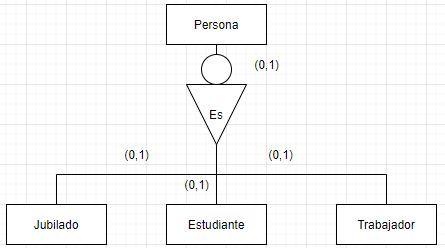 Persona
(0,1)
Es
(0,1)
(0,1)
(0,1)
Jubilado
Estudiante
Trabajador